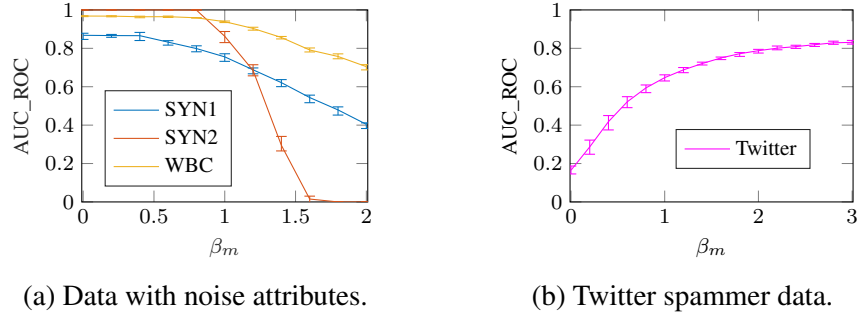 1
0.8
0.6
0.4
0.2
0
AUC_ROC
SYN1
SYN2
WBC
0 0.5 1 1.5 2
β_m
(a) Data with noise attributes.
1
0.8
0.6
0.4
0.2
0
AUC_ROC
Twitter
0 1 2 3
β_m
(b) Twitter spammer data.